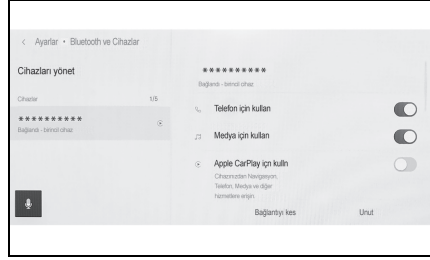 < Ayarlar • Bluetooth ve Cihazlar
Cihazları yönet
Cihazlar 1/5
**********
Bağlandı - birincil cihaz
**********
Bağlandı - birincil cihaz
Telefon için kullan
Medya için kullan
Apple CarPlay içn kulln
Cihazınızdan Navigasyon,
Telefon, Medya ve diğer
hizmetlere erişin.
Bağlantıyı kes Unut